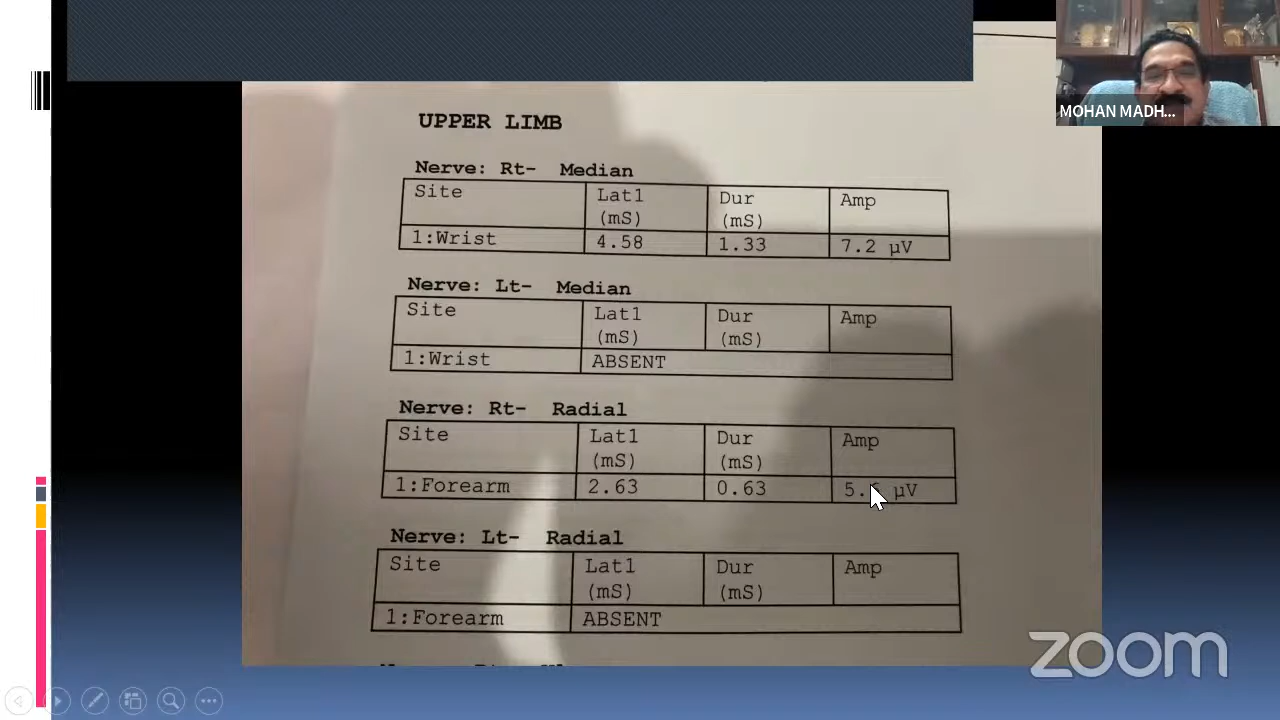 MOHAN MADH...
UPPER LIMB
Nerve: Rt- Median
Site Lat1 (mS) Dur (mS) Amp
1:Wrist 4.58 1.33 7.2 µV
Nerve: Lt- Median
Site Lat1 (mS) Dur (mS) Amp
1:Wrist ABSENT
Nerve: Rt- Radial
Site Lat1 (mS) Dur (mS) Amp
1:Forearm 2.63 0.63 µV
Nerve: Lt- Radial
Site Lat1 (mS) Dur (mS) Amp
1:Forearm ABSENT
zoom